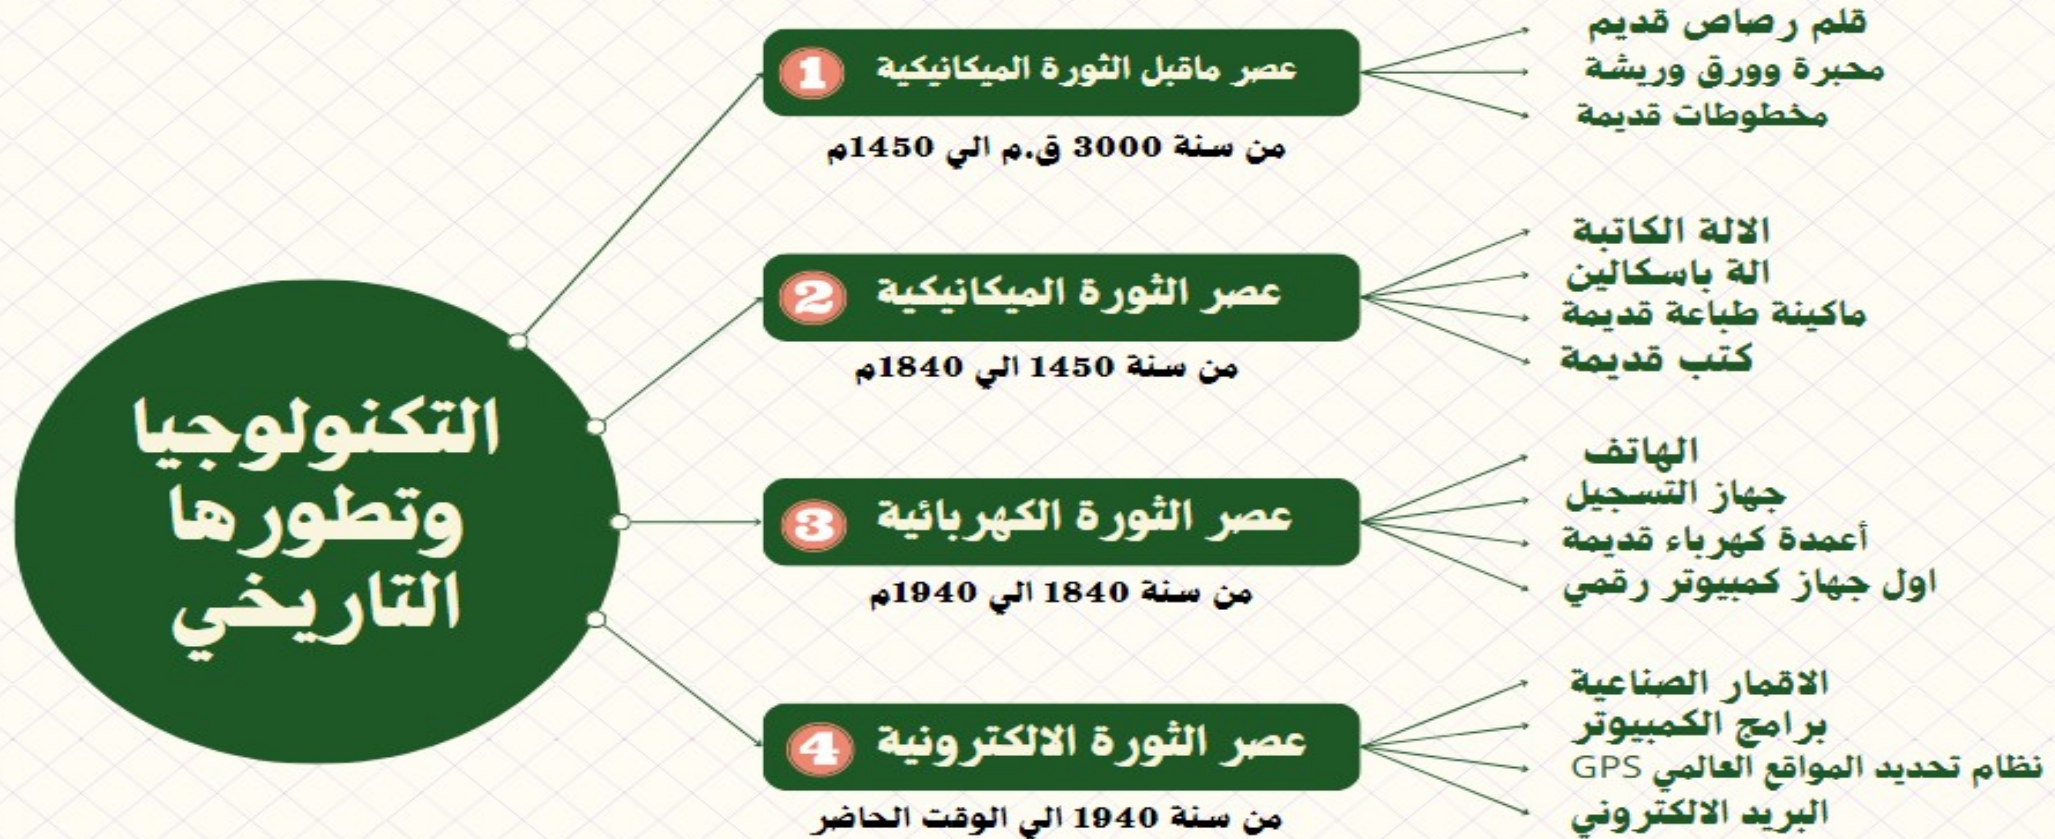 التكنولوجيا
وتطورها
التاريخي
1 عصر ماقبل الثورة الميكانيكية
من سنة 3000 ق.م الي 1450م
قلم رصاص قديم
محبرة وورق وريشة
مخطوطات قديمة
2 عصر الثورة الميكانيكية
من سنة 1450 الي 1840م
الالة الكاتبة
الة باسكالين
ماكينة طباعة قديمة
كتب قديمة
3 عصر الثورة الكهربائية
من سنة 1840 الي 1940م
الهاتف
جهاز التسجيل
أعمدة كهرباء قديمة
اول جهاز كمبيوتر رقمي
4 عصر الثورة الالكترونية
من سنة 1940 الي الوقت الحاضر
الاقمار الصناعية
برامج الكمبيوتر
نظام تحديد المواقع العالمي GPS
البريد الالكتروني